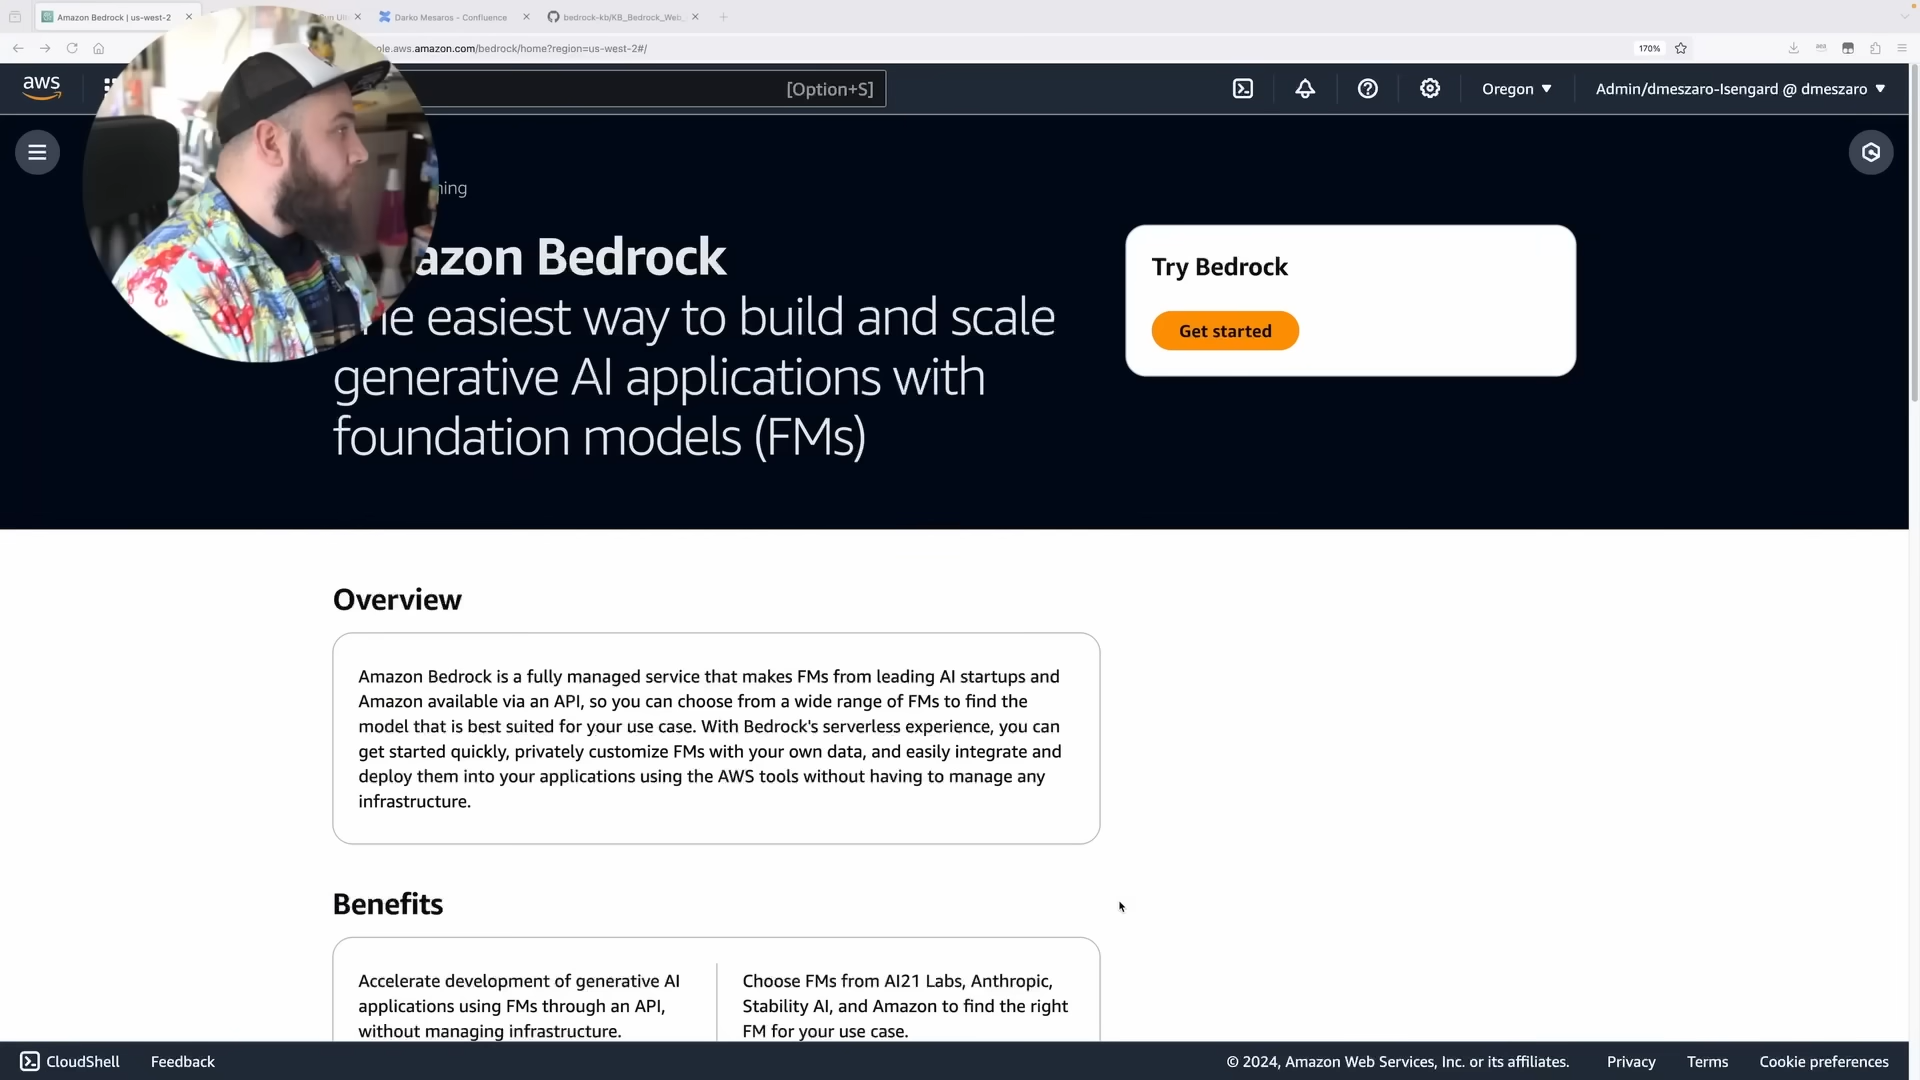 Amazon Bedrock | us-west-2
Darko Mesaros - Confluence
bedrock-kb/KB_Bedrock_Web_
.aws.amazon.com/bedrock/home?region=us-west-2#/
170%
aws
[Option+S]
Oregon
Admin/dmeszaro-Isengard @ dmeszaro
azon Bedrock
he easiest way to build and scale
generative AI applications with
foundation models (FMs)
Try Bedrock
Get started
Overview
Amazon Bedrock is a fully managed service that makes FMs from leading AI startups and
Amazon available via an API, so you can choose from a wide range of FMs to find the
model that is best suited for your use case. With Bedrock's serverless experience, you can
get started quickly, privately customize FMs with your own data, and easily integrate and
deploy them into your applications using the AWS tools without having to manage any
infrastructure.
Benefits
Accelerate development of generative AI
applications using FMs through an API,
without managing infrastructure.
Choose FMs from AI21 Labs, Anthropic,
Stability AI, and Amazon to find the right
FM for your use case.
CloudShell
Feedback
© 2024, Amazon Web Services, Inc. or its affiliates.
Privacy
Terms
Cookie preferences